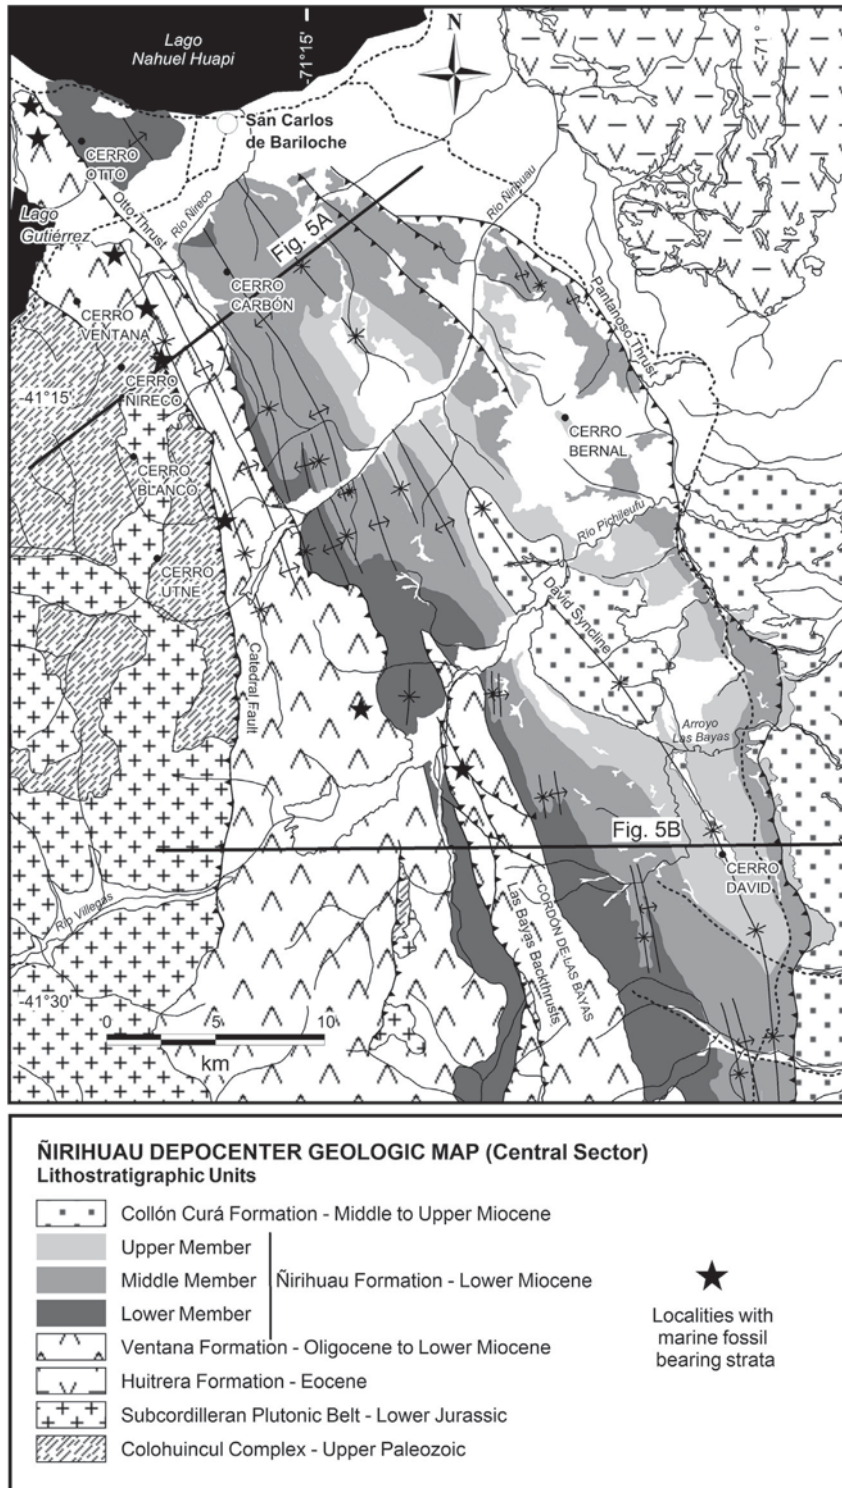 Lago
Nahuel Huapi
-71°15'
N
-71°
San Carlos
de Bariloche
CERRO
OTTO
Otto Thrust
Lago
Gutiérrez
Río Ñireco
Fig. 5A
Río Ñirihuau
CERRO
CARBÓN
Pantanoso Thrust
CERRO
VENTANA
-41°15'
CERRO
ÑIRECO
CERRO
BERNAL
CERRO
BLANCO
Río Pichileufu
CERRO
UTNE
David Syncline
Catedral Fault
Arroyo
Las Bayas
Fig. 5B
CERRO
DAVID
Río Villegas
CORDÓN DE LAS BAYAS
Las Bayas Backthrusts
-41°30'
0 5 10
km
ÑIRIHUAU DEPOCENTER GEOLOGIC MAP (Central Sector)
Lithostratigraphic Units
Collón Curá Formation - Middle to Upper Miocene
Upper Member
Middle Member
Ñirihuau Formation - Lower Miocene
Lower Member
Ventana Formation - Oligocene to Lower Miocene
Huitrera Formation - Eocene
Subcordilleran Plutonic Belt - Lower Jurassic
Colohuincul Complex - Upper Paleozoic
Localities with
marine fossil
bearing strata